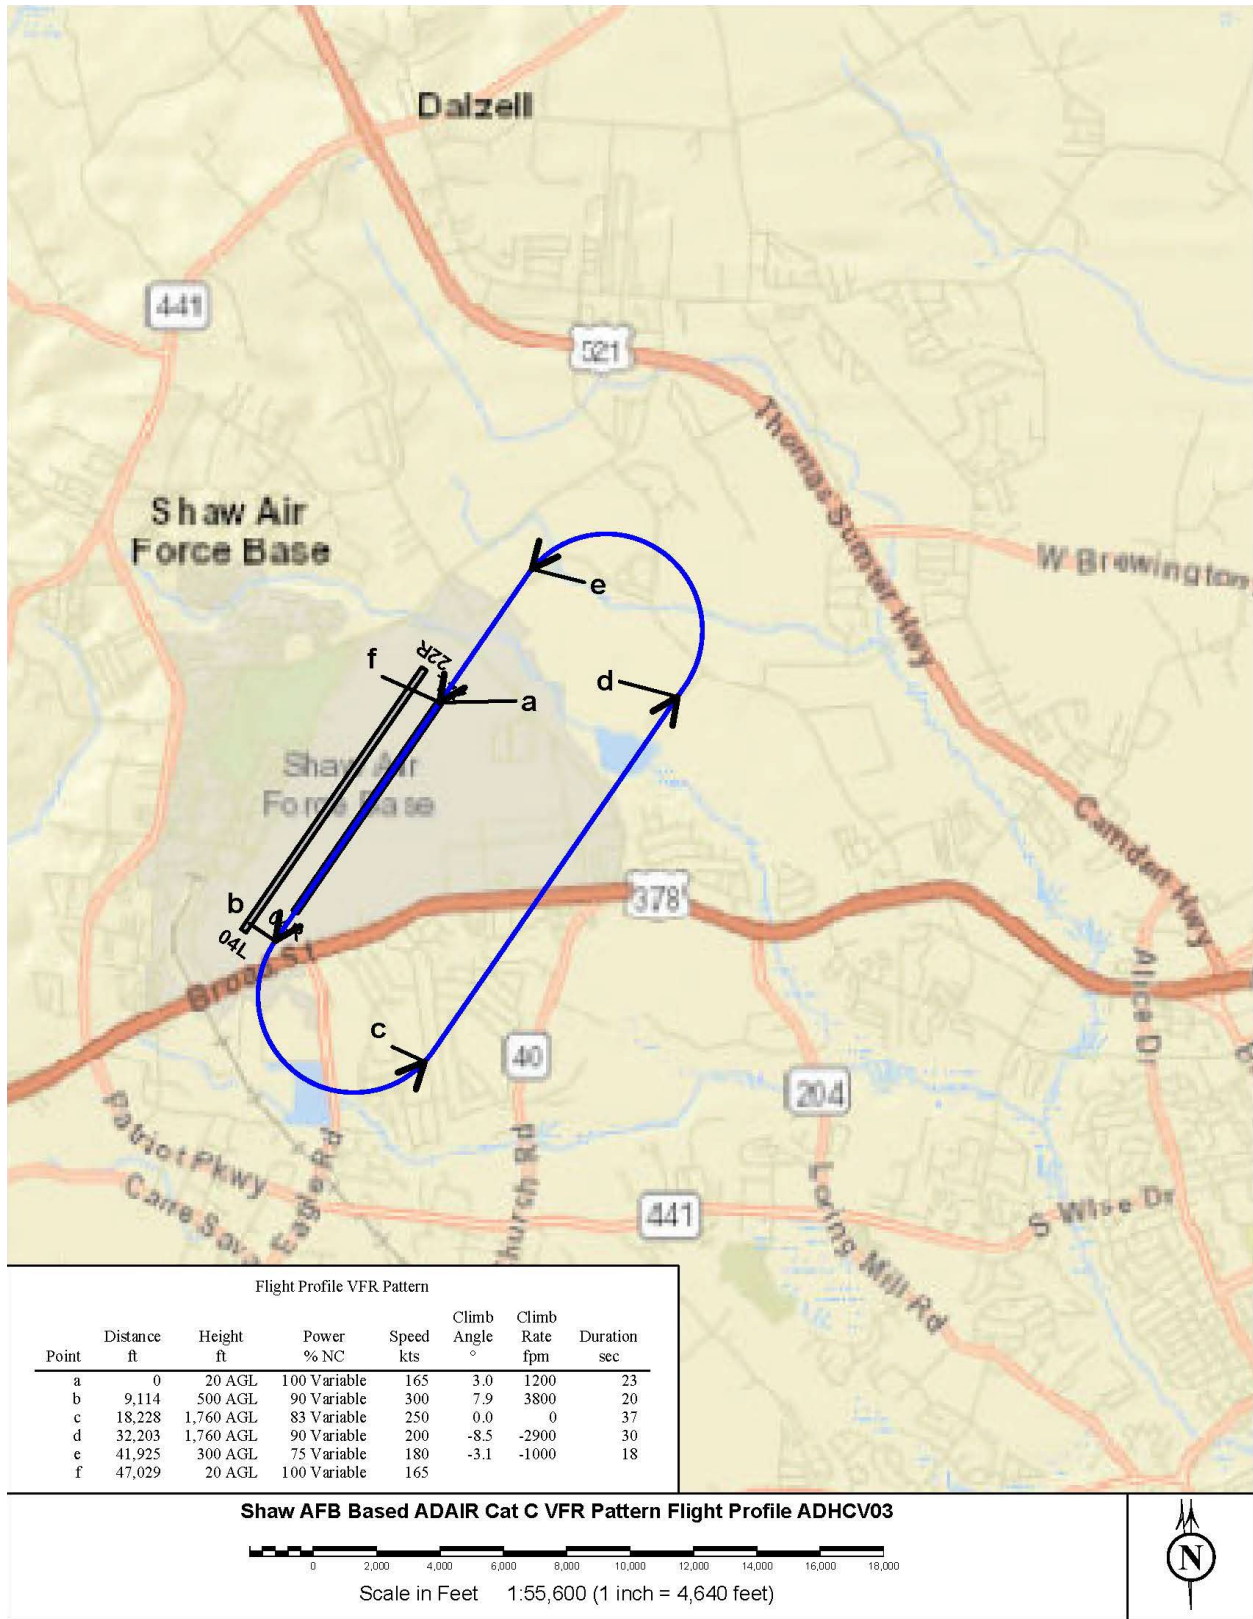 Dalzell
441
521
Thomas Sumter Hwy
Shaw Air
Force Base
W Brewington
e
22R
f
d
a
Shaw Air
Force Base
Camden Hwy
378
b
04L
Broad St
Alice Dr
c
40
204
Patriot Pkwy
Eagle Rd
Church Rd
Loring Mill Rd
441
S Wise Dr
Flight Profile VFR Pattern
Climb Climb
Distance Height Power Speed Angle Rate Duration
Point ft ft % NC kts ° fpm sec
a 0 20 AGL 100 Variable 165 3.0 1200 23
b 9,114 500 AGL 90 Variable 300 7.9 3800 20
c 18,228 1,760 AGL 83 Variable 250 0.0 0 37
d 32,203 1,760 AGL 90 Variable 200 -8.5 -2900 30
e 41,925 300 AGL 75 Variable 180 -3.1 -1000 18
f 47,029 20 AGL 100 Variable 165
Shaw AFB Based ADAIR Cat C VFR Pattern Flight Profile ADHCV03
0 2,000 4,000 6,000 8,000 10,000 12,000 14,000 16,000 18,000
Scale in Feet 1:55,600 (1 inch = 4,640 feet)
N